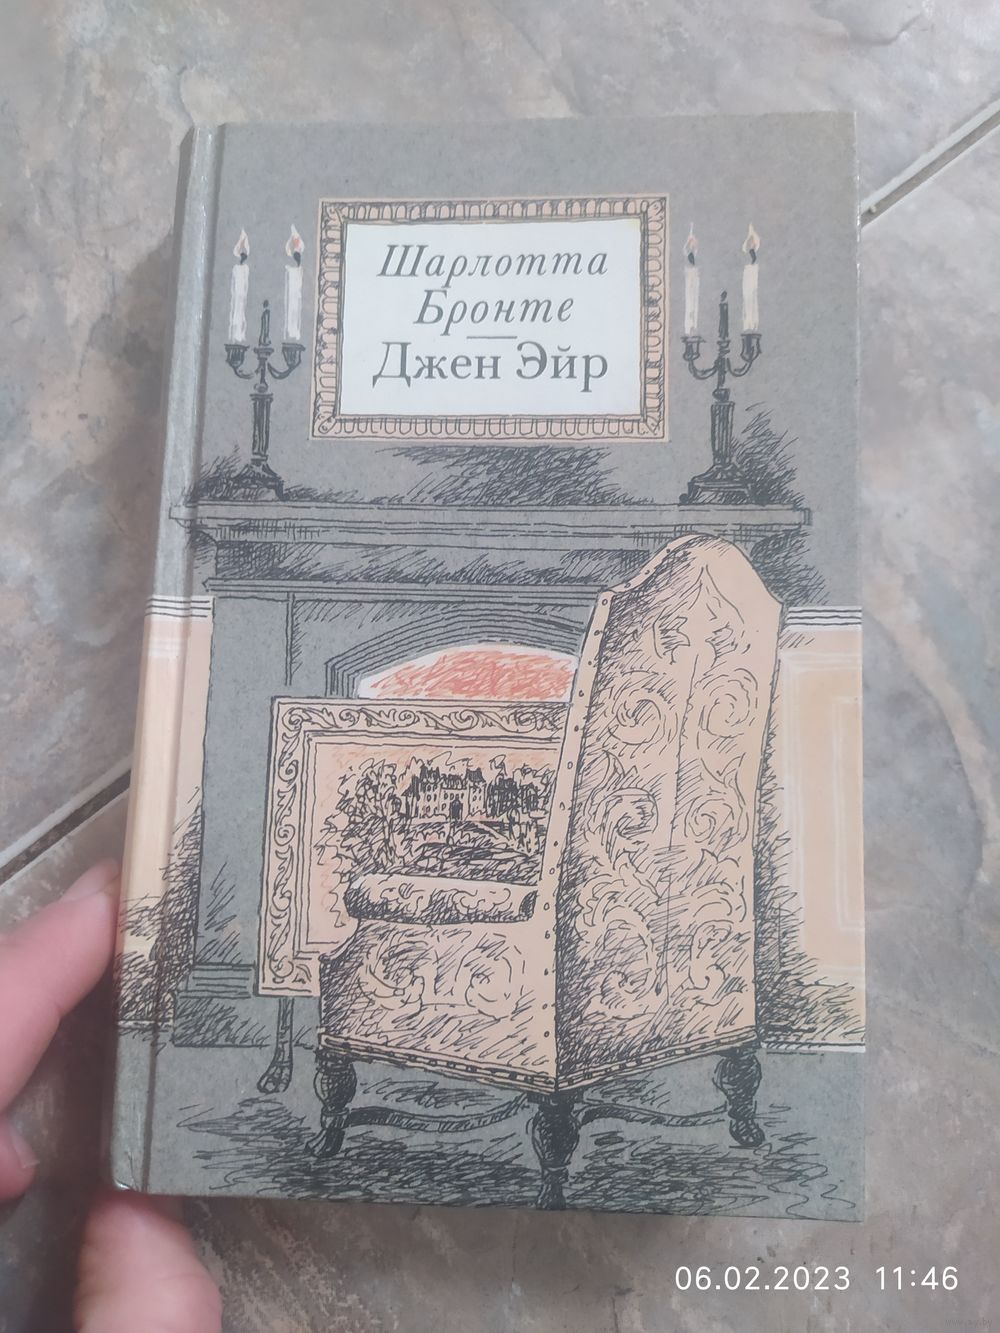 Шарлотта
Бронте
Джен Эйр
06.02.2023 11:46